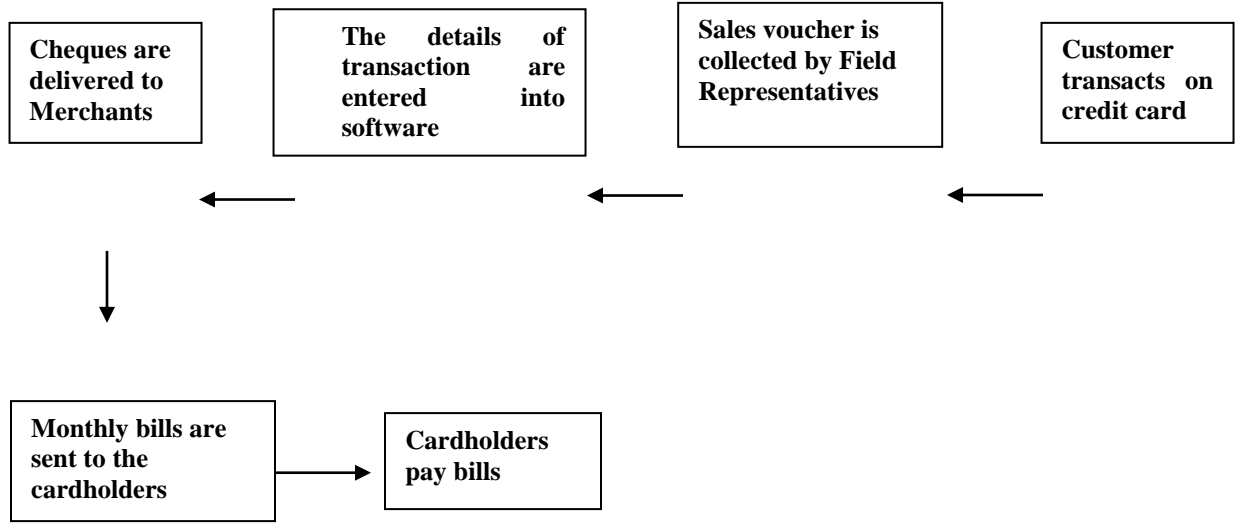 Cheques are
delivered to
Merchants
The details of
transaction are
entered into
software
Sales voucher is
collected by Field
Representatives
Customer
transacts on
credit card
Monthly bills are
sent to the
cardholders
Cardholders
pay bills